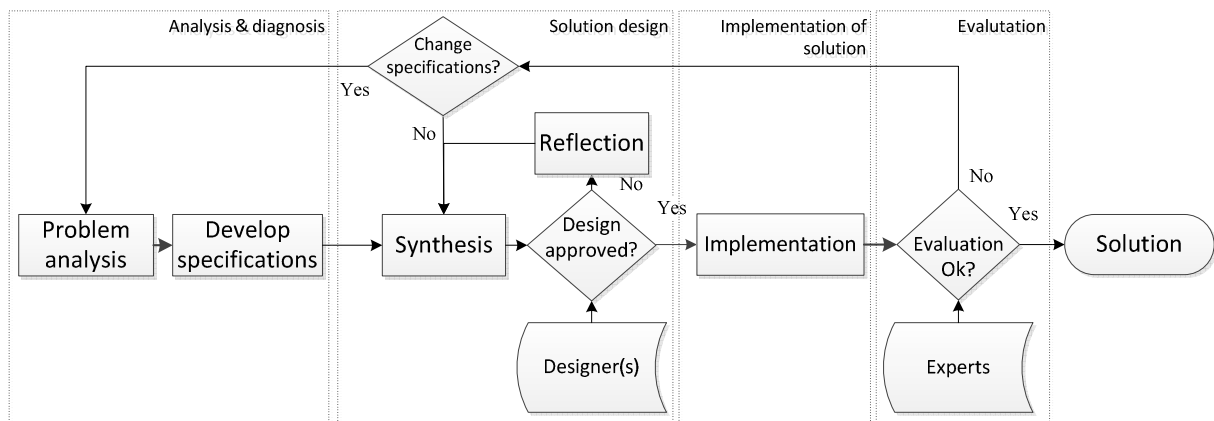 Analysis & diagnosis
Solution design
Implementation of
solution
Evalutation
Change
specifications?
Yes
No
Reflection
No
Problem
analysis
Develop
specifications
Synthesis
Design
approved?
Yes
Implementation
Evaluation
Ok?
No
Yes
Solution
Designer(s)
Experts